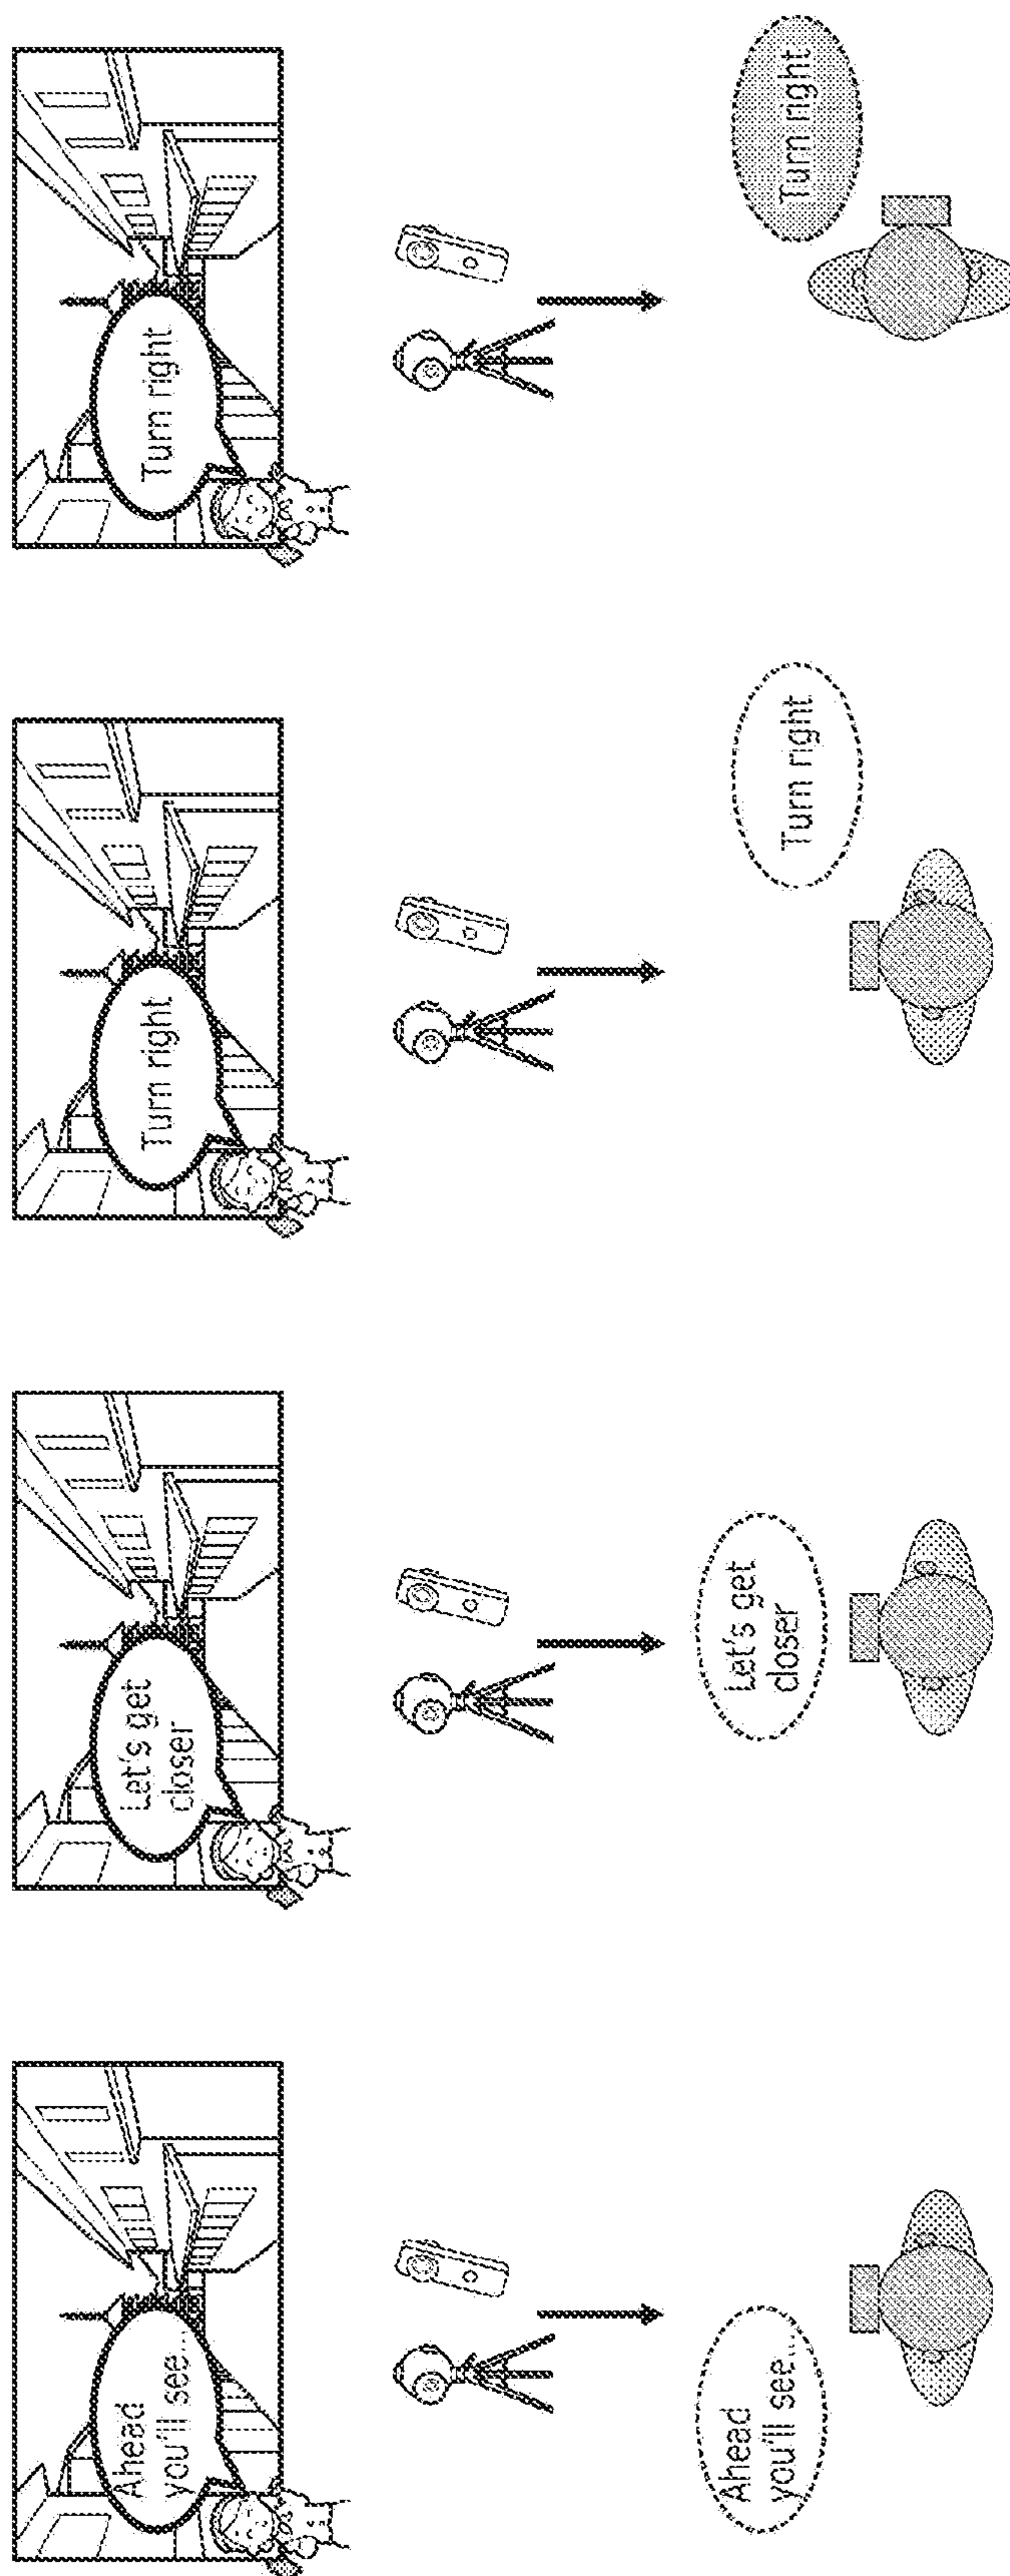 Ahead
you'll see...
Let's get
closer
Turn right
Turn right
Ahead
you'll see...
Let's get
closer
Turn right
Turn right